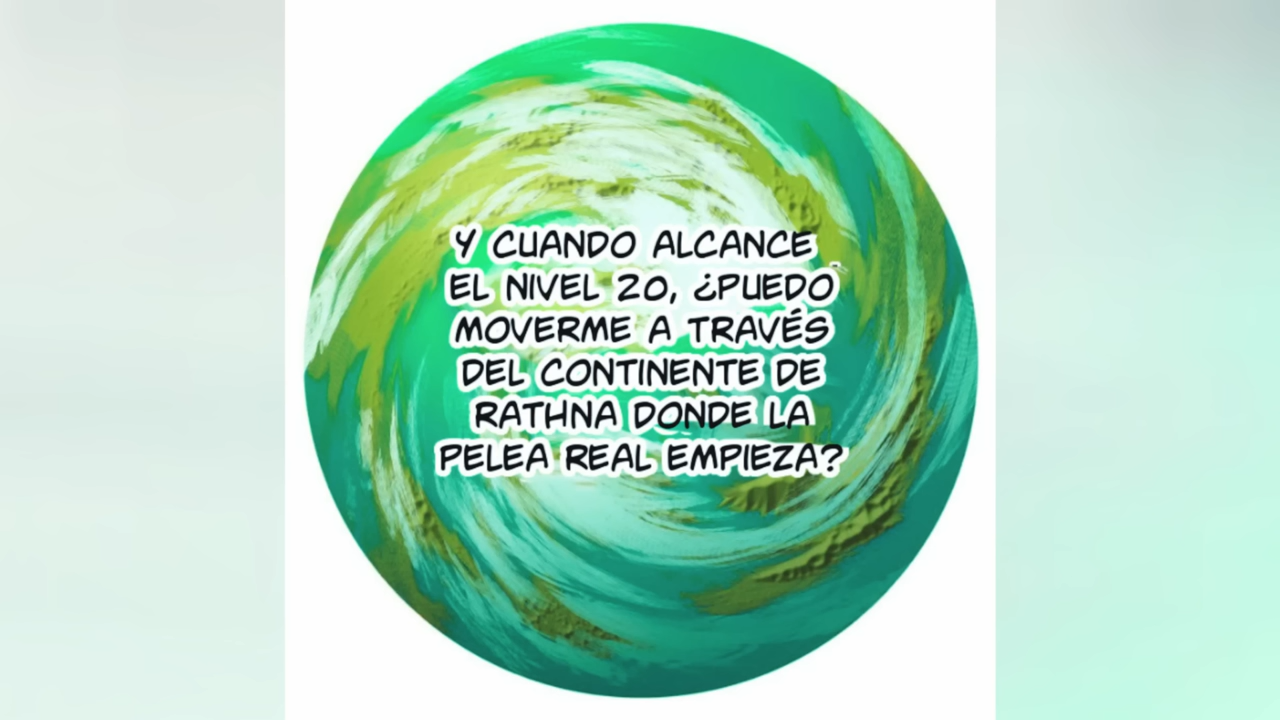 Y CUANDO ALCANCE
EL NIVEL 20, ¿PUEDO
MOVERME A TRAVÉS
DEL CONTINENTE DE
RATHNA DONDE LA
PELEA REAL EMPIEZA?